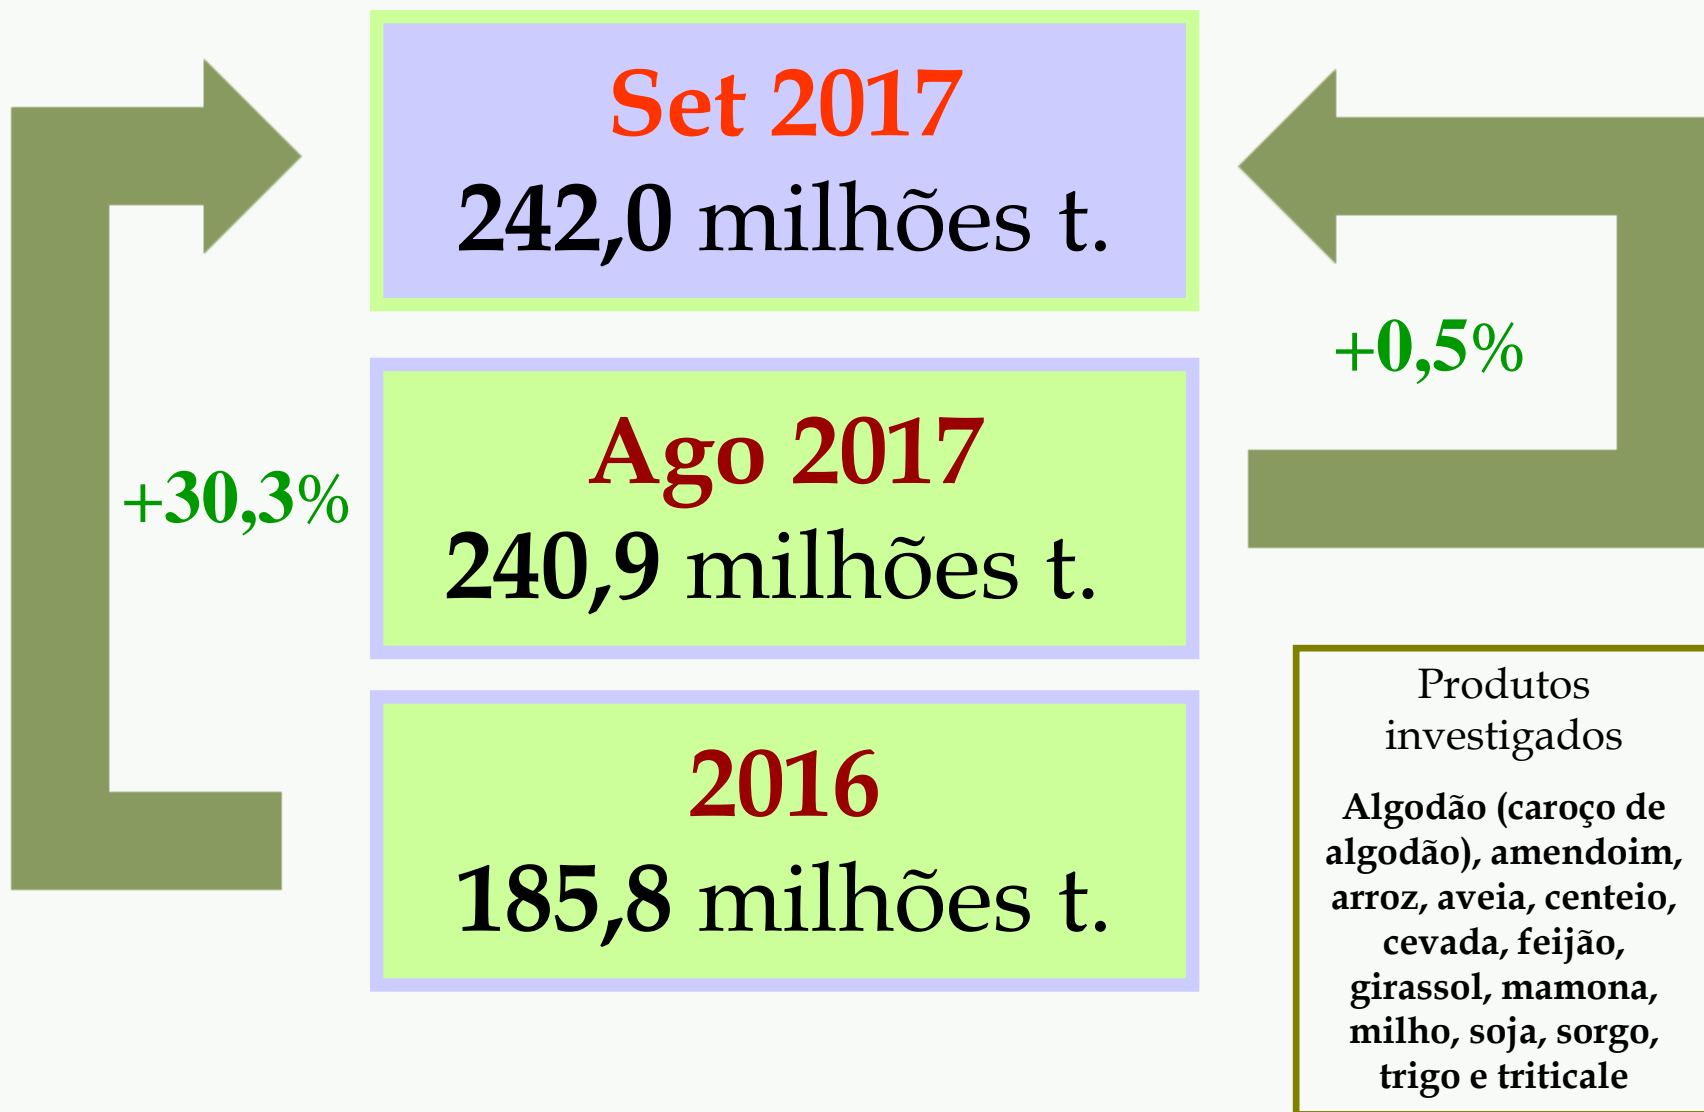 Set 2017
242,0 milhões t.
+0,5%
Ago 2017
+30,3%
240,9 milhões t.
2016
185,8 milhões t.
Produtos
investigados
Algodão (caroço de
algodão), amendoim,
arroz, aveia, centeio,
cevada, feijão,
girassol, mamona,
milho, soja, sorgo,
trigo e triticale